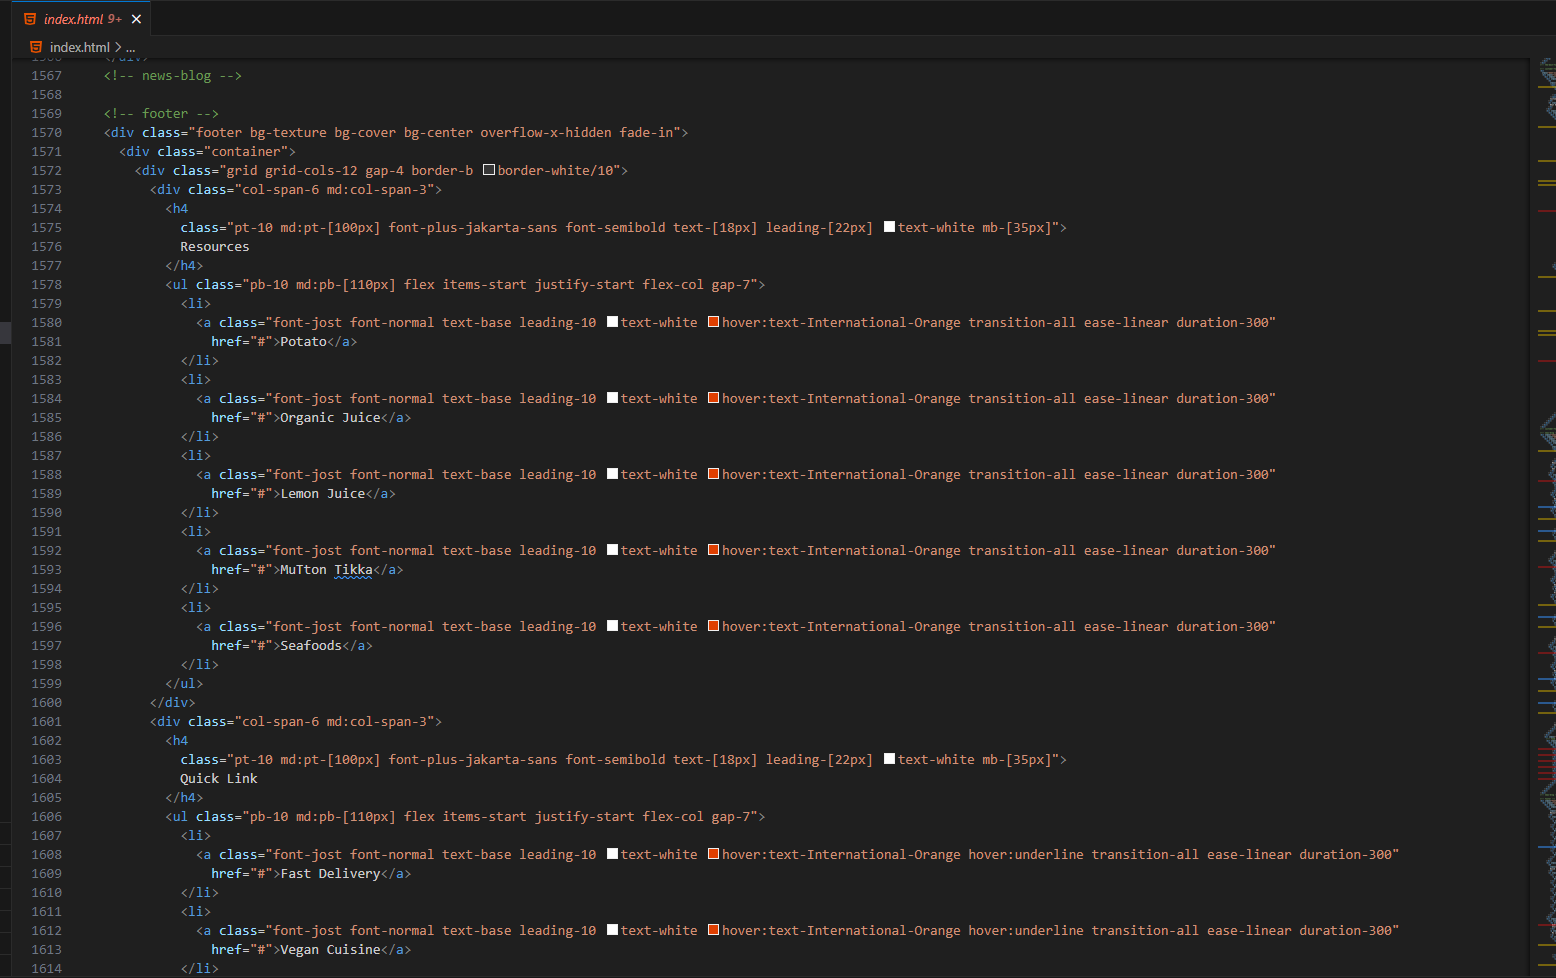 index.html 9+
index.html > ...
1566 </div>
1567 <!-- news-blog -->
1568
1569 <!-- footer -->
1570 <div class="footer bg-texture bg-cover bg-center overflow-x-hidden fade-in">
1571 <div class="container">
1572 <div class="grid grid-cols-12 gap-4 border-b border-white/10">
1573 <div class="col-span-6 md:col-span-3">
1574 <h4
1575 class="pt-10 md:pt-[100px] font-plus-jakarta-sans font-semibold text-[18px] leading-[22px] text-white mb-[35px]">
1576 Resources
1577 </h4>
1578 <ul class="pb-10 md:pb-[110px] flex items-start justify-start flex-col gap-7">
1579 <li>
1580 <a class="font-jost font-normal text-base leading-10 text-white hover:text-International-Orange transition-all ease-linear duration-300"
1581 href="#">Potato</a>
1582 </li>
1583 <li>
1584 <a class="font-jost font-normal text-base leading-10 text-white hover:text-International-Orange transition-all ease-linear duration-300"
1585 href="#">Organic Juice</a>
1586 </li>
1587 <li>
1588 <a class="font-jost font-normal text-base leading-10 text-white hover:text-International-Orange transition-all ease-linear duration-300"
1589 href="#">Lemon Juice</a>
1590 </li>
1591 <li>
1592 <a class="font-jost font-normal text-base leading-10 text-white hover:text-International-Orange transition-all ease-linear duration-300"
1593 href="#">MuTton Tikka</a>
1594 </li>
1595 <li>
1596 <a class="font-jost font-normal text-base leading-10 text-white hover:text-International-Orange transition-all ease-linear duration-300"
1597 href="#">Seafoods</a>
1598 </li>
1599 </ul>
1600 </div>
1601 <div class="col-span-6 md:col-span-3">
1602 <h4
1603 class="pt-10 md:pt-[100px] font-plus-jakarta-sans font-semibold text-[18px] leading-[22px] text-white mb-[35px]">
1604 Quick Link
1605 </h4>
1606 <ul class="pb-10 md:pb-[110px] flex items-start justify-start flex-col gap-7">
1607 <li>
1608 <a class="font-jost font-normal text-base leading-10 text-white hover:text-International-Orange hover:underline transition-all ease-linear duration-300"
1609 href="#">Fast Delivery</a>
1610 </li>
1611 <li>
1612 <a class="font-jost font-normal text-base leading-10 text-white hover:text-International-Orange hover:underline transition-all ease-linear duration-300"
1613 href="#">Vegan Cuisine</a>
1614 </li>